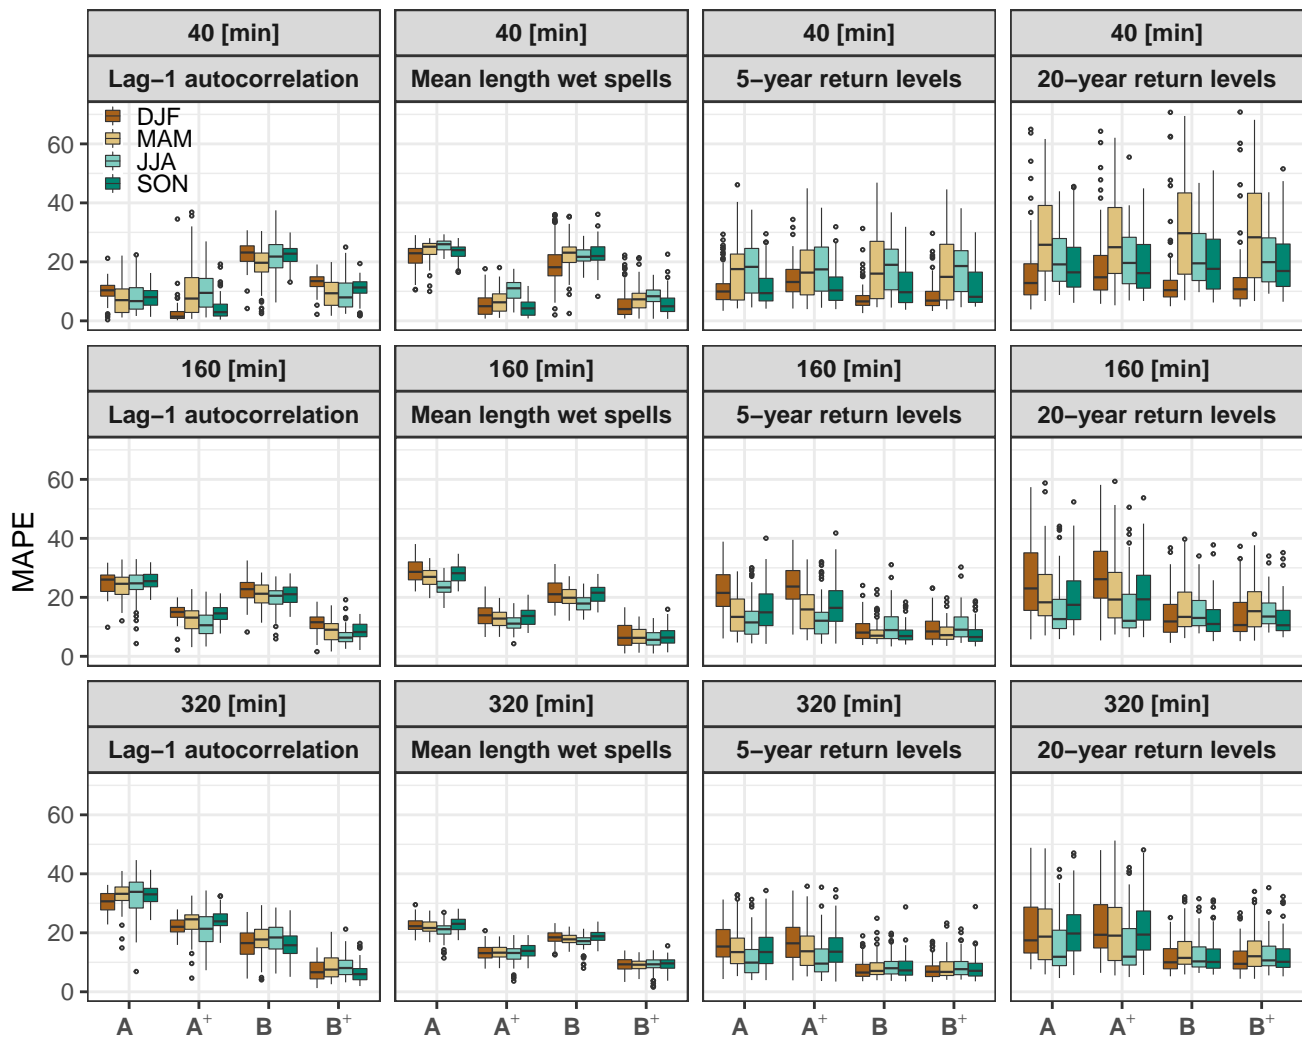 40 [min] 40 [min] 40 [min] 40 [min]
Lag−1 autocorrelation Mean length wet spells 5−year return levels 20−year return levels
DJF
MAM
JJA
SON
60
40
20
0
160 [min] 160 [min] 160 [min] 160 [min]
Lag−1 autocorrelation Mean length wet spells 5−year return levels 20−year return levels
MAPE
60
40
20
0
320 [min] 320 [min] 320 [min] 320 [min]
Lag−1 autocorrelation Mean length wet spells 5−year return levels 20−year return levels
60
40
20
0
A A⁺ B B⁺ A A⁺ B B⁺ A A⁺ B B⁺ A A⁺ B B⁺